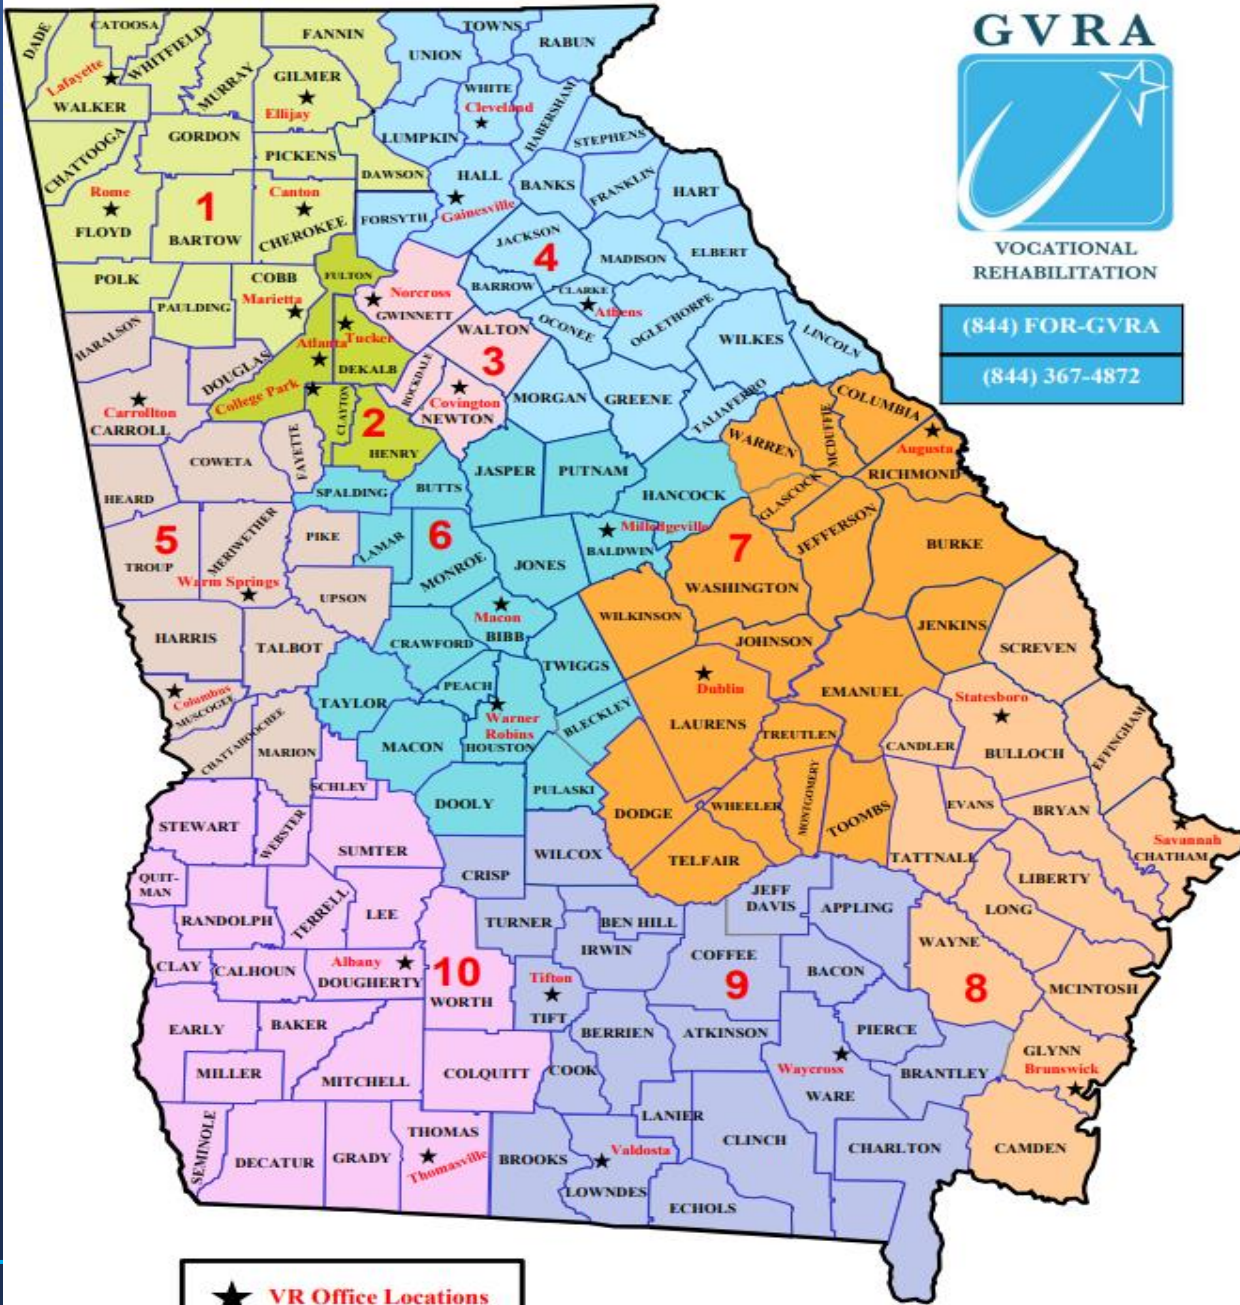 GVRA
VOCATIONAL
REHABILITATION
(844) FOR-GVRA
(844) 367-4872
DADE
CATOOSA
WHITFIELD
MURRAY
FANNIN
UNION
TOWNS
RABUN
Lafayette
WALKER
GILMER
Ellijay
WHITE
Cleveland
HABERSHAM
STEPHENS
CHATTOOGA
GORDON
PICKENS
LUMPKIN
DAWSON
HALL
Gainesville
BANKS
FRANKLIN
HART
Rome
FLOYD
1
BARTOW
Canton
CHEROKEE
FORSYTH
JACKSON
4
MADISON
ELBERT
POLK
PAULDING
COBB
Marietta
FULTON
Norcross
GWINNETT
BARROW
CLARKE
Athens
OCONEE
OGLETHORPE
WILKES
LINCOLN
HARALSON
DOUGLAS
Atlanta
Tucker
DEKALB
WALTON
3
ROCKDALE
Covington
NEWTON
MORGAN
GREENE
TALIAFERRO
Carrollton
CARROLL
College Park
CLAYTON
2
HENRY
COLUMBIA
MCDUFFIE
WARREN
Augusta
RICHMOND
COWETA
FAYETTE
HEARD
SPALDING
BUTTS
JASPER
PUTNAM
HANCOCK
GLASCOCK
JEFFERSON
BURKE
5
TROUP
MERIWETHER
Warm Springs
PIKE
LAMAR
6
MONROE
JONES
Milledgeville
BALDWIN
7
WASHINGTON
UPSON
Macon
BIBB
WILKINSON
JENKINS
SCREVEN
HARRIS
TALBOT
CRAWFORD
TWIGGS
JOHNSON
Columbus
MUSCOGEE
TAYLOR
PEACH
Warner
Robins
HOUSTON
BLECKLEY
Dublin
LAURENS
EMANUEL
Statesboro
BULLOCH
EFFINGHAM
CHATTAHOOCHEE
MARION
MACON
TREUTLEN
CANDLER
SCHLEY
DOOLY
PULASKI
DODGE
WHEELER
MONTGOMERY
TOOMBS
EVANS
BRYAN
STEWART
WEBSTER
SUMTER
CRISP
WILCOX
TELFAIR
TATTNALL
Savannah
CHATHAM
QUIT-
MAN
RANDOLPH
TERRELL
LEE
TURNER
BEN HILL
JEFF
DAVIS
APPLING
LONG
LIBERTY
IRWIN
COFFEE
WAYNE
CLAY
CALHOUN
Albany
DOUGHERTY
10
WORTH
Tifton
TIFT
9
BACON
8
MCINTOSH
EARLY
BAKER
BERRIEN
ATKINSON
PIERCE
MILLER
MITCHELL
COLQUITT
COOK
Waycross
WARE
BRANTLEY
GLYNN
Brunswick
SEMINOLE
DECATUR
GRADY
THOMAS
Thomasville
BROOKS
LANIER
Valdosta
LOWNDES
CLINCH
ECHOLS
CHARLTON
CAMDEN
VR Office Locations